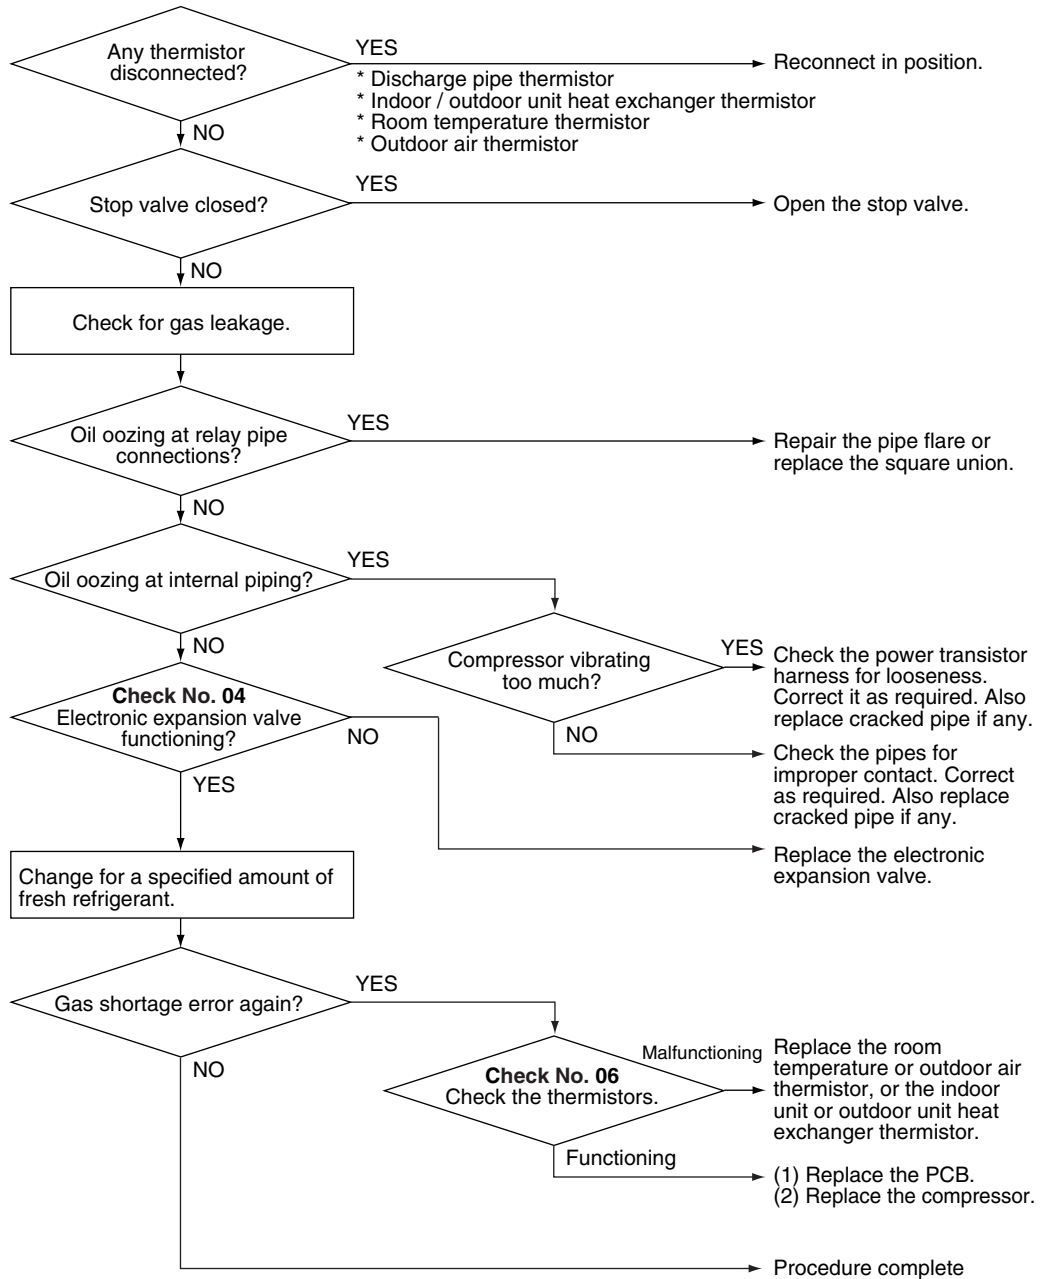 Any thermistor
disconnected?
YES
Reconnect in position.
* Discharge pipe thermistor
* Indoor / outdoor unit heat exchanger thermistor
* Room temperature thermistor
* Outdoor air thermistor
NO
Stop valve closed?
YES
Open the stop valve.
NO
Check for gas leakage.
Oil oozing at relay pipe
connections?
YES
Repair the pipe flare or
replace the square union.
NO
Oil oozing at internal piping?
YES
NO
Compressor vibrating
too much?
YES
Check the power transistor
harness for looseness.
Correct it as required. Also
replace cracked pipe if any.
NO
Check the pipes for
improper contact. Correct
as required. Also replace
cracked pipe if any.
Check No. 04
Electronic expansion valve
functioning?
NO
Replace the electronic
expansion valve.
YES
Change for a specified amount of
fresh refrigerant.
Gas shortage error again?
YES
NO
Check No. 06
Check the thermistors.
Malfunctioning
Replace the room
temperature or outdoor air
thermistor, or the indoor
unit or outdoor unit heat
exchanger thermistor.
Functioning
(1) Replace the PCB.
(2) Replace the compressor.
Procedure complete